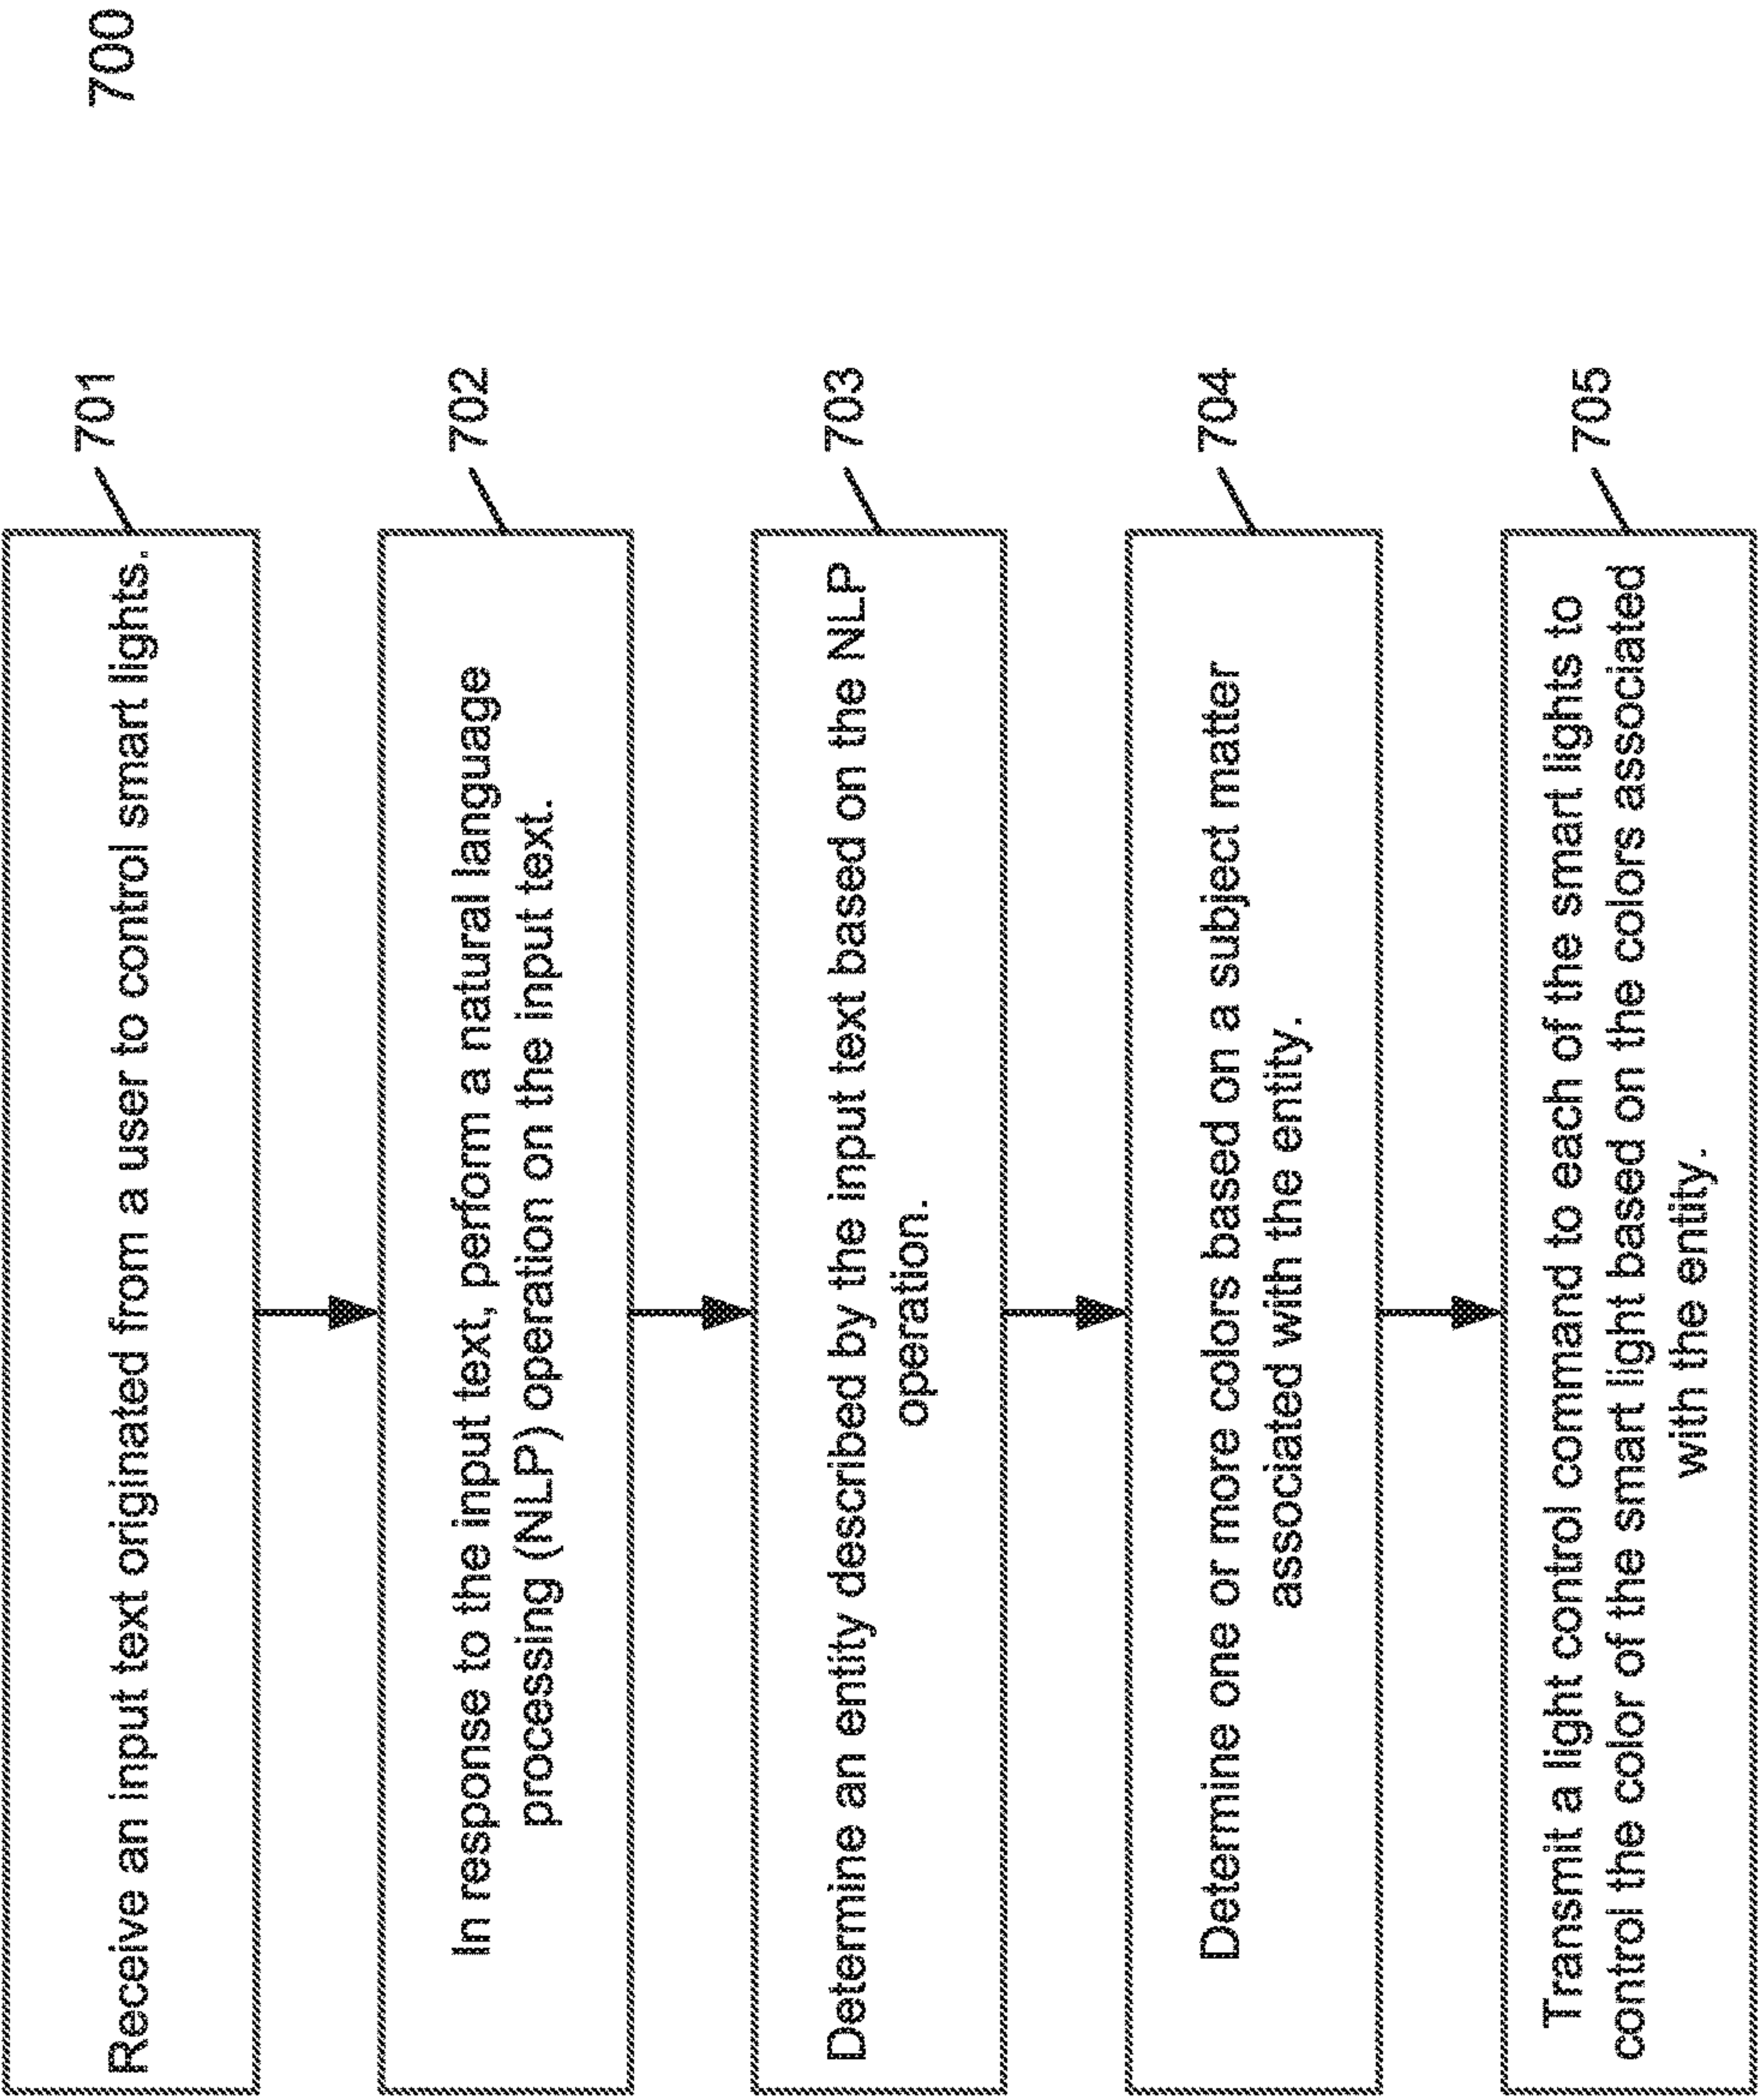 700
Receive an input text originated from a user to control smart lights.
701
In response to the input text, perform a natural language
processing (NLP) operation on the input text.
702
Determine an entity described by the input text based on the NLP
operation.
703
Determine one or more colors based on a subject matter
associated with the entity.
704
Transmit a light control command to each of the smart lights to
control the color of the smart light based on the colors associated
with the entity.
705